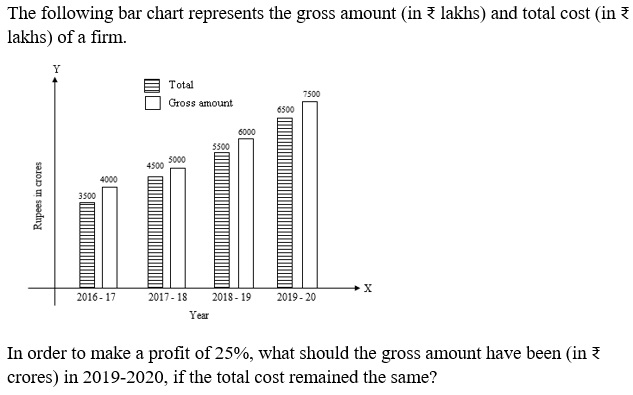 The following bar chart represents the gross amount (in ₹ lakhs) and total cost (in ₹
lakhs) of a firm.
Y
Total
Gross amount
7500
6500
6000
5500
5000
4500
4000
3500
Rupees in crores
X
2016 - 17 2017 - 18 2018 - 19 2019 - 20
Year
In order to make a profit of 25%, what should the gross amount have been (in ₹
crores) in 2019-2020, if the total cost remained the same?